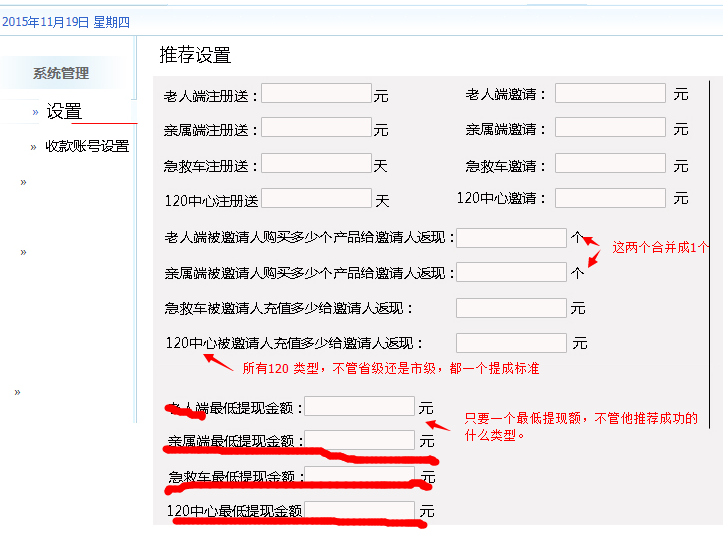 2015年11月19日 星期四
推荐设置
系统管理
» 设置
» 收款账号设置
»
»
»
老人端注册送： 元 老人端邀请： 元
亲属端注册送： 元 亲属端邀请： 元
急救车注册送： 天 急救车邀请： 元
120中心注册送 天 120中心邀请： 元
老人端被邀请人购买多少个产品给邀请人返现： 个
这两个合并成1个
亲属端被邀请人购买多少个产品给邀请人返现： 个
急救车被邀请人充值多少给邀请人返现： 元
120中心被邀请人充值多少给邀请人返现： 元
所有120 类型，不管省级还是市级，都一个提成标准
老人端最低提现金额： 元
只要一个最低提现额，不管他推荐成功的
什么类型。
亲属端最低提现金额： 元
急救车最低提现金额： 元
120中心最低提现金额 元